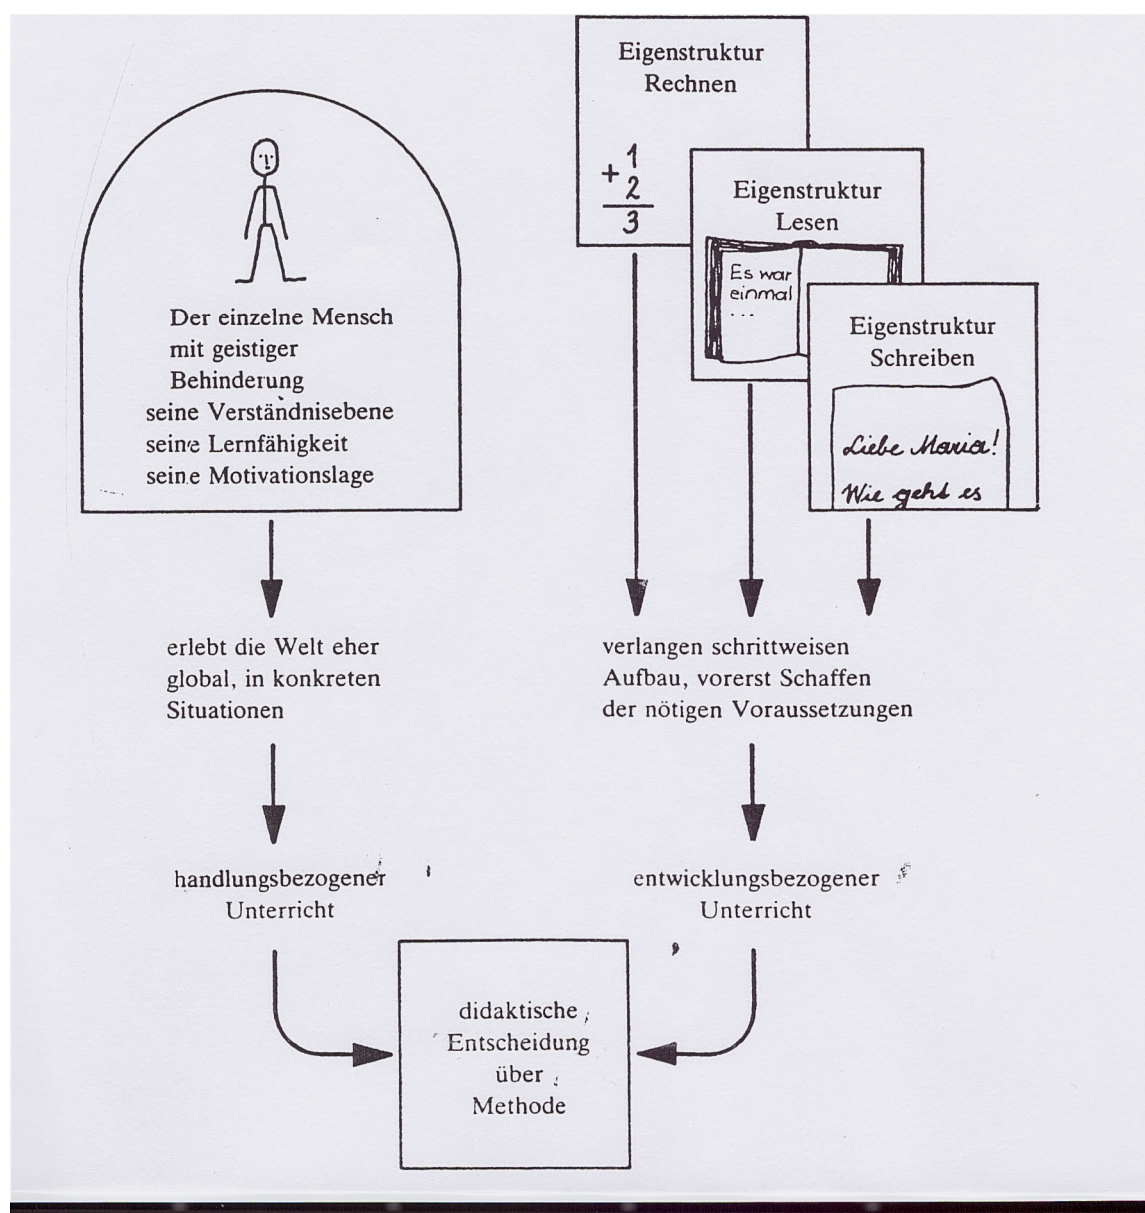 Der einzelne Mensch
mit geistiger
Behinderung
seine Verständnisebene
seine Lernfähigkeit
seine Motivationslage
erlebt die Welt eher
global, in konkreten
Situationen
handlungsbezogener
Unterricht
Eigenstruktur
Rechnen
1
+ 2
3
Eigenstruktur
Lesen
Es war
einmal
...
Eigenstruktur
Schreiben
Liebe Maria!
Wie geht es
verlangen schrittweisen
Aufbau, vorerst Schaffen
der nötigen Voraussetzungen
entwicklungsbezogener
Unterricht
didaktische
Entscheidung
über
Methode